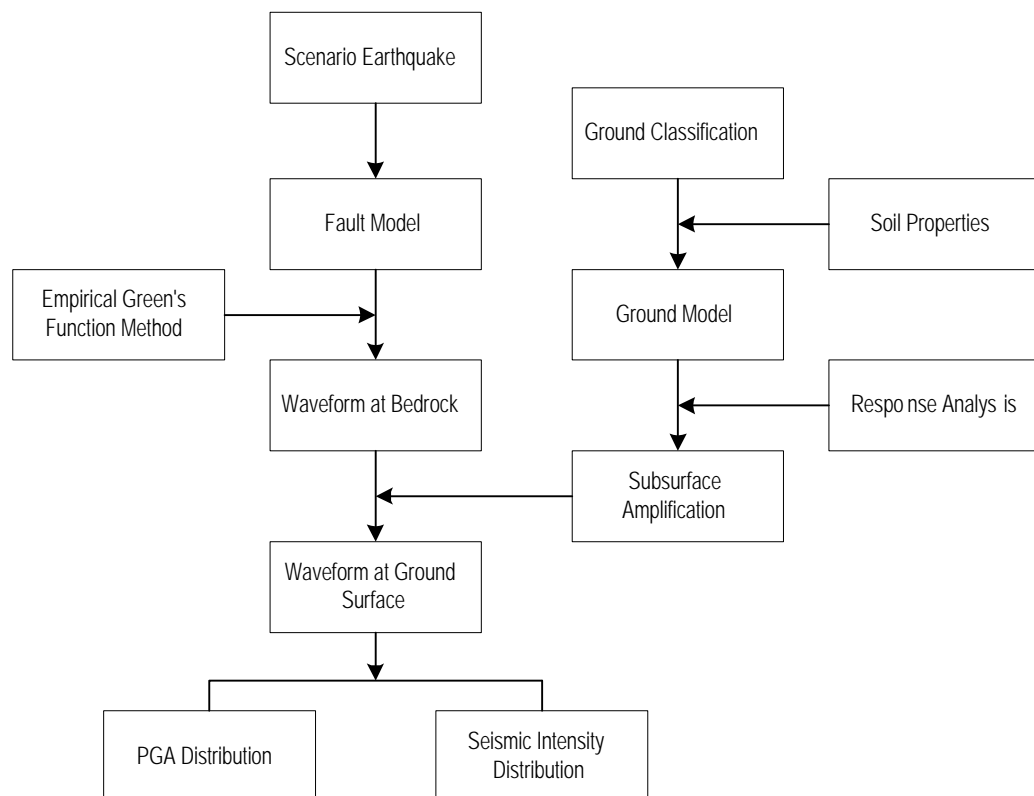 Scenario Earthquake
Ground Classification
Fault Model
Soil Properties
Empirical Green's
Function Method
Ground Model
Waveform at Bedrock
Respo nse Analys is
Subsurface
Amplification
Waveform at Ground
Surface
PGA Distribution
Seismic Intensity
Distribution